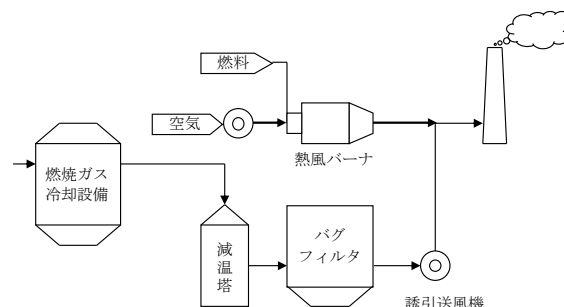 燃料
空気
熱風バーナ
燃焼ガス
冷却設備
減
温
塔
バグ
フィルタ
誘引送風機